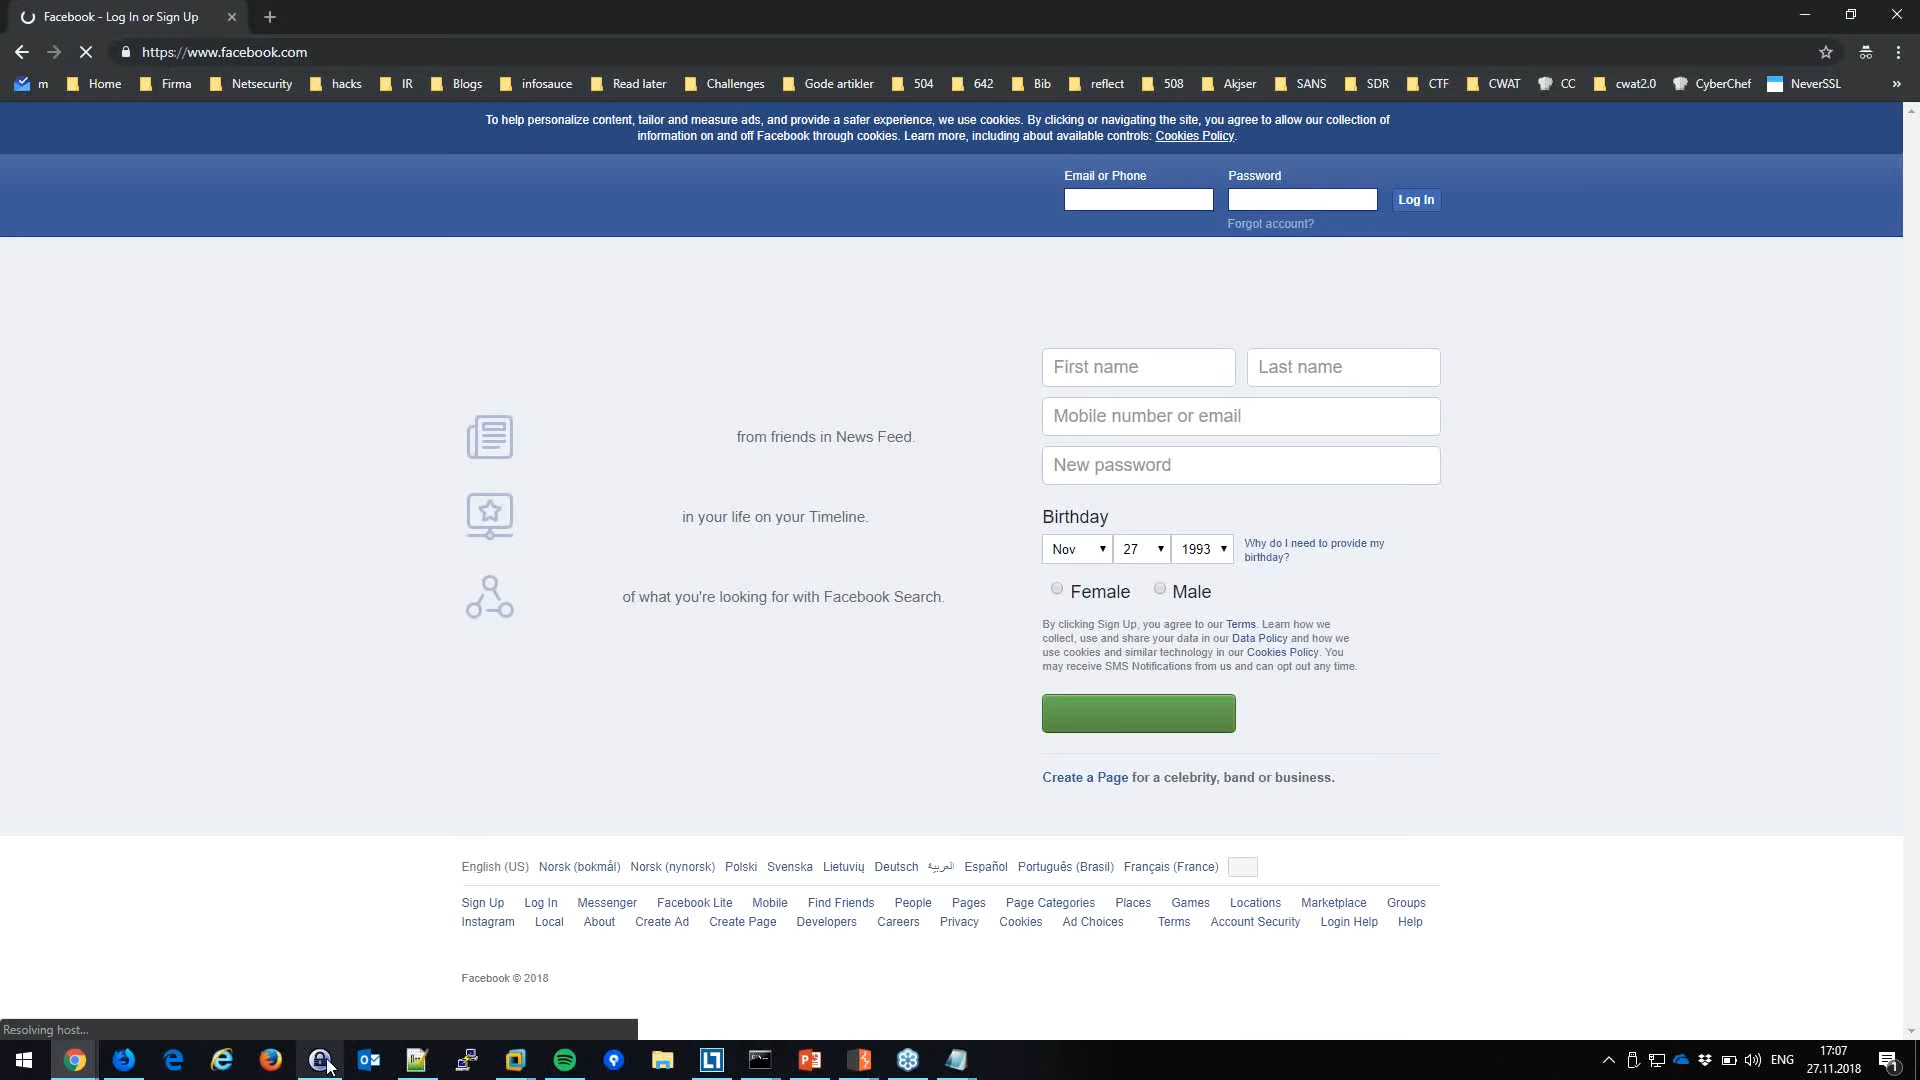 Facebook - Log In or Sign Up
https://www.facebook.com
m Home Firma Netsecurity hacks IR Blogs infosauce Read later Challenges Gode artikler 504 642 Bib reflect 508 Akjser SANS SDR CTF CWAT CC cwat2.0 CyberChef NeverSSL »
To help personalize content, tailor and measure ads, and provide a safer experience, we use cookies. By clicking or navigating the site, you agree to allow our collection of
information on and off Facebook through cookies. Learn more, including about available controls: Cookies Policy.
Email or Phone Password
Log In
Forgot account?
First name Last name
Mobile number or email
from friends in News Feed.
New password
in your life on your Timeline.
Birthday
Nov 27 1993 Why do I need to provide my
birthday?
Female Male
of what you're looking for with Facebook Search.
By clicking Sign Up, you agree to our Terms. Learn how we
collect, use and share your data in our Data Policy and how we
use cookies and similar technology in our Cookies Policy. You
may receive SMS Notifications from us and can opt out any time.
Create a Page for a celebrity, band or business.
English (US) Norsk (bokmål) Norsk (nynorsk) Polski Svenska Lietuvių Deutsch العربية Español Português (Brasil) Français (France)
Sign Up Log In Messenger Facebook Lite Mobile Find Friends People Pages Page Categories Places Games Locations Marketplace Groups
Instagram Local About Create Ad Create Page Developers Careers Privacy Cookies Ad Choices Terms Account Security Login Help Help
Facebook © 2018
Resolving host...
ENG
17:07
27.11.2018
1